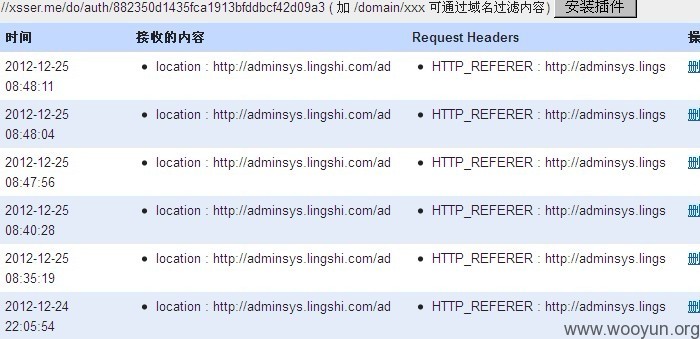 //xsser.me/do/auth/882350d1435fca1913bfddbcf42d09a3 ( 加 /domain/xxx 可通过域名过滤内容) 安装插件
时间 接收的内容 Request Headers 操
2012-12-25 08:48:11 location : http://adminsys.lingshi.com/ad HTTP_REFERER : http://adminsys.lings 删
2012-12-25 08:48:04 location : http://adminsys.lingshi.com/ad HTTP_REFERER : http://adminsys.lings 删
2012-12-25 08:47:56 location : http://adminsys.lingshi.com/ad HTTP_REFERER : http://adminsys.lings 删
2012-12-25 08:40:28 location : http://adminsys.lingshi.com/ad HTTP_REFERER : http://adminsys.lings 删
2012-12-25 08:35:19 location : http://adminsys.lingshi.com/ad HTTP_REFERER : http://adminsys.lings 删
2012-12-24 22:05:54 location : http://adminsys.lingshi.com/ad HTTP_REFERER : http://adminsys.lings 删
www.wooyun.org